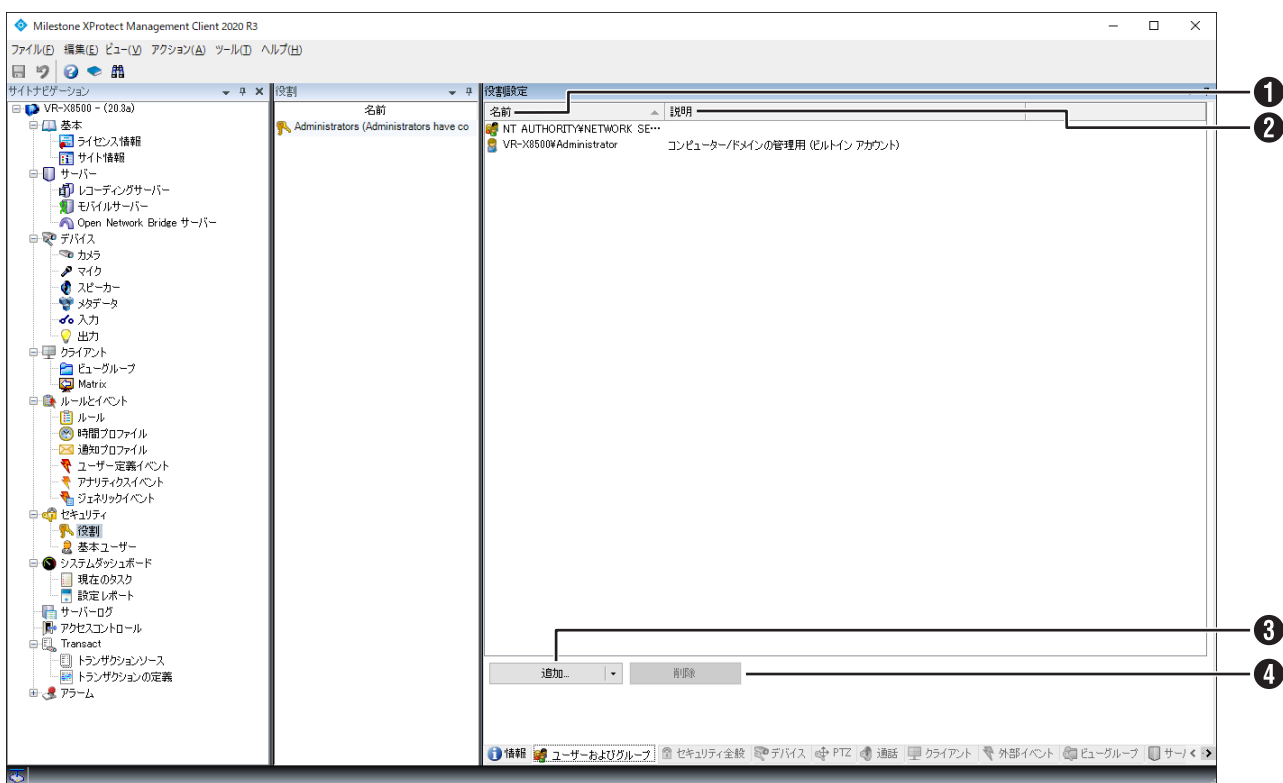 Milestone XProtect Management Client 2020 R3
ファイル(F) 編集(E) ビュー(V) アクション(A) ツール(T) ヘルプ(H)
サイトナビゲーション
VR-X8500 - (20.3a)
基本
ライセンス情報
サイト情報
サーバー
レコーディングサーバー
モバイルサーバー
Open Network Bridge サーバー
デバイス
カメラ
マイク
スピーカー
メタデータ
入力
出力
クライアント
ビューグループ
Matrix
ルールとイベント
ルール
時間プロファイル
通知プロファイル
ユーザー定義イベント
アナリティクスイベント
ジェネリックイベント
セキュリティ
役割
基本ユーザー
システムダッシュボード
現在のタスク
設定レポート
サーバーログ
アクセスコントロール
Transact
トランザクションソース
トランザクションの定義
アラーム
役割
名前
Administrators (Administrators have co
役割設定
名前 説明
NT AUTHORITY¥NETWORK SE…
VR-X8500¥Administrator コンピューター/ドメインの管理用 (ビルトイン アカウント)
追加... 削除
情報 ユーザーおよびグループ セキュリティ全般 デバイス PTZ 通話 クライアント 外部イベント ビューグループ サーバ
1
2
3
4